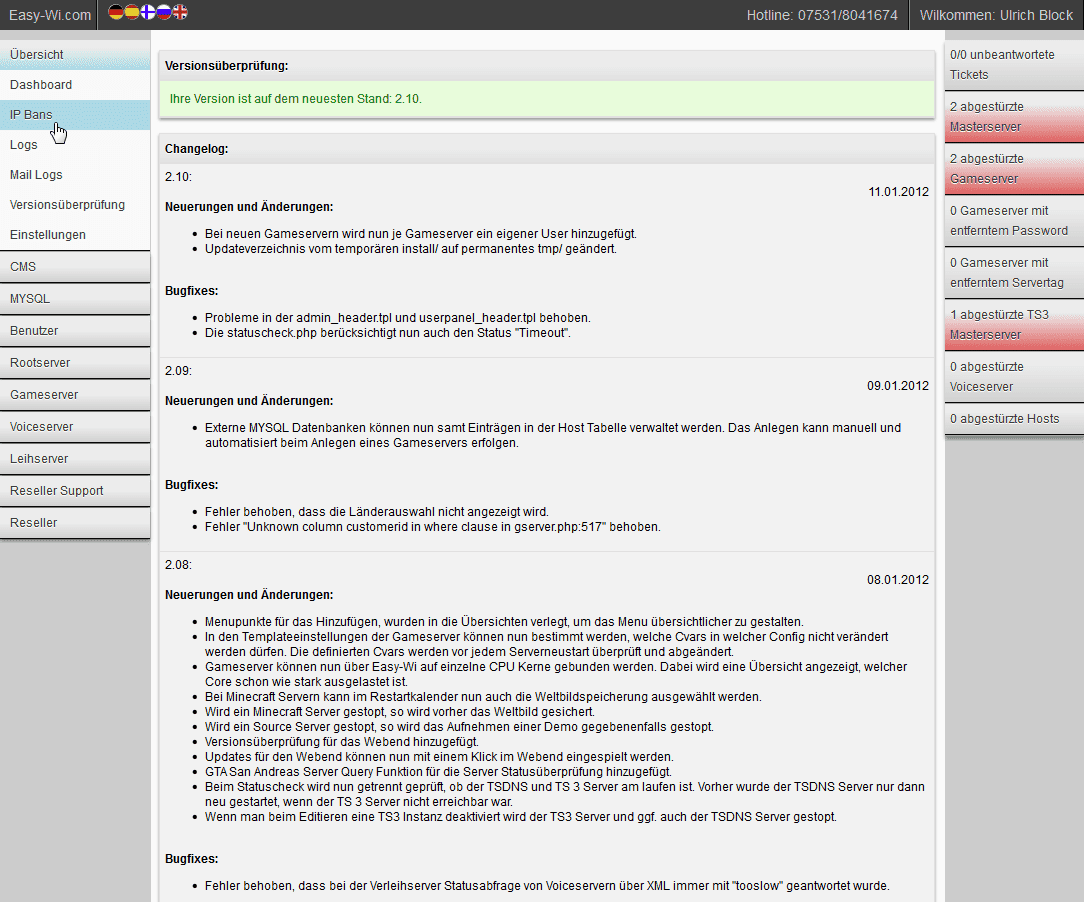 Easy-Wi.com
Hotline: 07531/8041674
Wilkommen: Ulrich Block
Übersicht
Dashboard
IP Bans
Logs
Mail Logs
Versionsüberprüfung
Einstellungen
CMS
MYSQL
Benutzer
Rootserver
Gameserver
Voiceserver
Leihserver
Reseller Support
Reseller
Versionsüberprüfung:
Ihre Version ist auf dem neuesten Stand: 2.10.
Changelog:
2.10:
11.01.2012
Neuerungen und Änderungen:
• Bei neuen Gameservern wird nun je Gameserver ein eigener User hinzugefügt.
• Updateverzeichnis vom temporären install/ auf permanentes tmp/ geändert.
Bugfixes:
• Probleme in der admin_header.tpl und userpanel_header.tpl behoben.
• Die statuscheck.php berücksichtigt nun auch den Status "Timeout".
2.09:
09.01.2012
Neuerungen und Änderungen:
• Externe MYSQL Datenbanken können nun samt Einträgen in der Host Tabelle verwaltet werden. Das Anlegen kann manuell und
automatisiert beim Anlegen eines Gameservers erfolgen.
Bugfixes:
• Fehler behoben, dass die Länderauswahl nicht angezeigt wird.
• Fehler "Unknown column customerid in where clause in gserver.php:517" behoben.
2.08:
08.01.2012
Neuerungen und Änderungen:
• Menupunkte für das Hinzufügen, wurden in die Übersichten verlegt, um das Menu übersichtlicher zu gestalten.
• In den Templateeinstellungen der Gameserver können nun bestimmt werden, welche Cvars in welcher Config nicht verändert
werden dürfen. Die definierten Cvars werden vor jedem Serverneustart überprüft und abgeändert.
• Gameserver können nun über Easy-Wi auf einzelne CPU Kerne gebunden werden. Dabei wird eine Übersicht angezeigt, welcher
Core schon wie stark ausgelastet ist.
• Bei Minecraft Servern kann im Restartkalender nun auch die Weltbildspeicherung ausgewählt werden.
• Wird ein Minecraft Server gestopt, so wird vorher das Weltbild gesichert.
• Wird ein Source Server gestopt, so wird das Aufnehmen einer Demo gegebenenfalls gestopt.
• Versionsüberprüfung für das Webend hinzugefügt.
• Updates für den Webend können nun mit einem Klick im Webend eingespielt werden.
• GTA San Andreas Server Query Funktion für die Server Statusüberprüfung hinzugefügt.
• Beim Statuscheck wird nun getrennt geprüft, ob der TSDNS und TS 3 Server am laufen ist. Vorher wurde der TSDNS Server nur dann
neu gestartet, wenn der TS 3 Server nicht erreichbar war.
• Wenn man beim Editieren eine TS3 Instanz deaktiviert wird der TS3 Server und ggf. auch der TSDNS Server gestopt.
Bugfixes:
• Fehler behoben, dass bei der Verleihserver Statusabfrage von Voiceservern über XML immer mit "tooslow" geantwortet wurde.
0/0 unbeantwortete
Tickets
2 abgestürzte
Masterserver
2 abgestürzte
Gameserver
0 Gameserver mit
entferntem Password
0 Gameserver mit
entferntem Servertag
1 abgestürzte TS3
Masterserver
0 abgestürzte
Voiceserver
0 abgestürzte Hosts